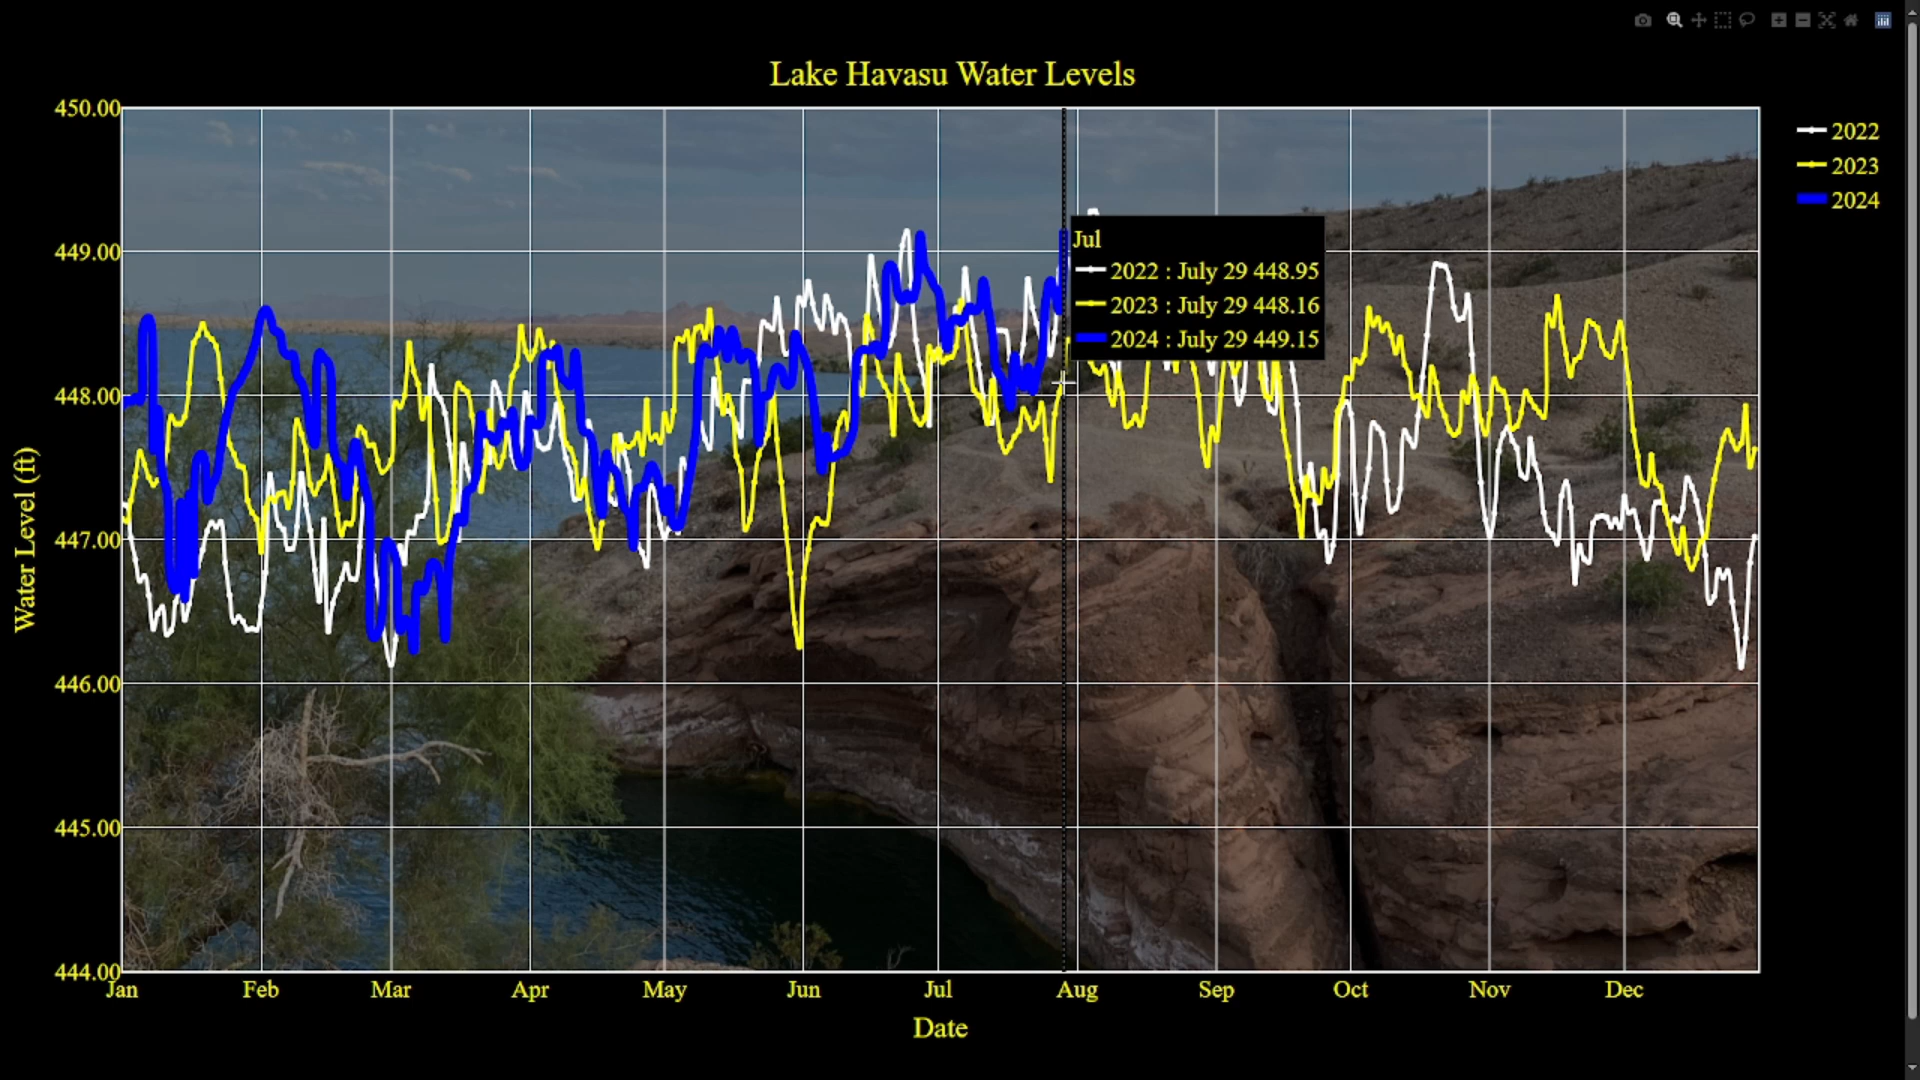 Lake Havasu Water Levels
450.00
449.00
448.00
447.00
446.00
445.00
444.00
Water Level (ft)
2022
2023
2024
Jul
2022 : July 29 448.95
2023 : July 29 448.16
2024 : July 29 449.15
Jan Feb Mar Apr May Jun Jul Aug Sep Oct Nov Dec
Date